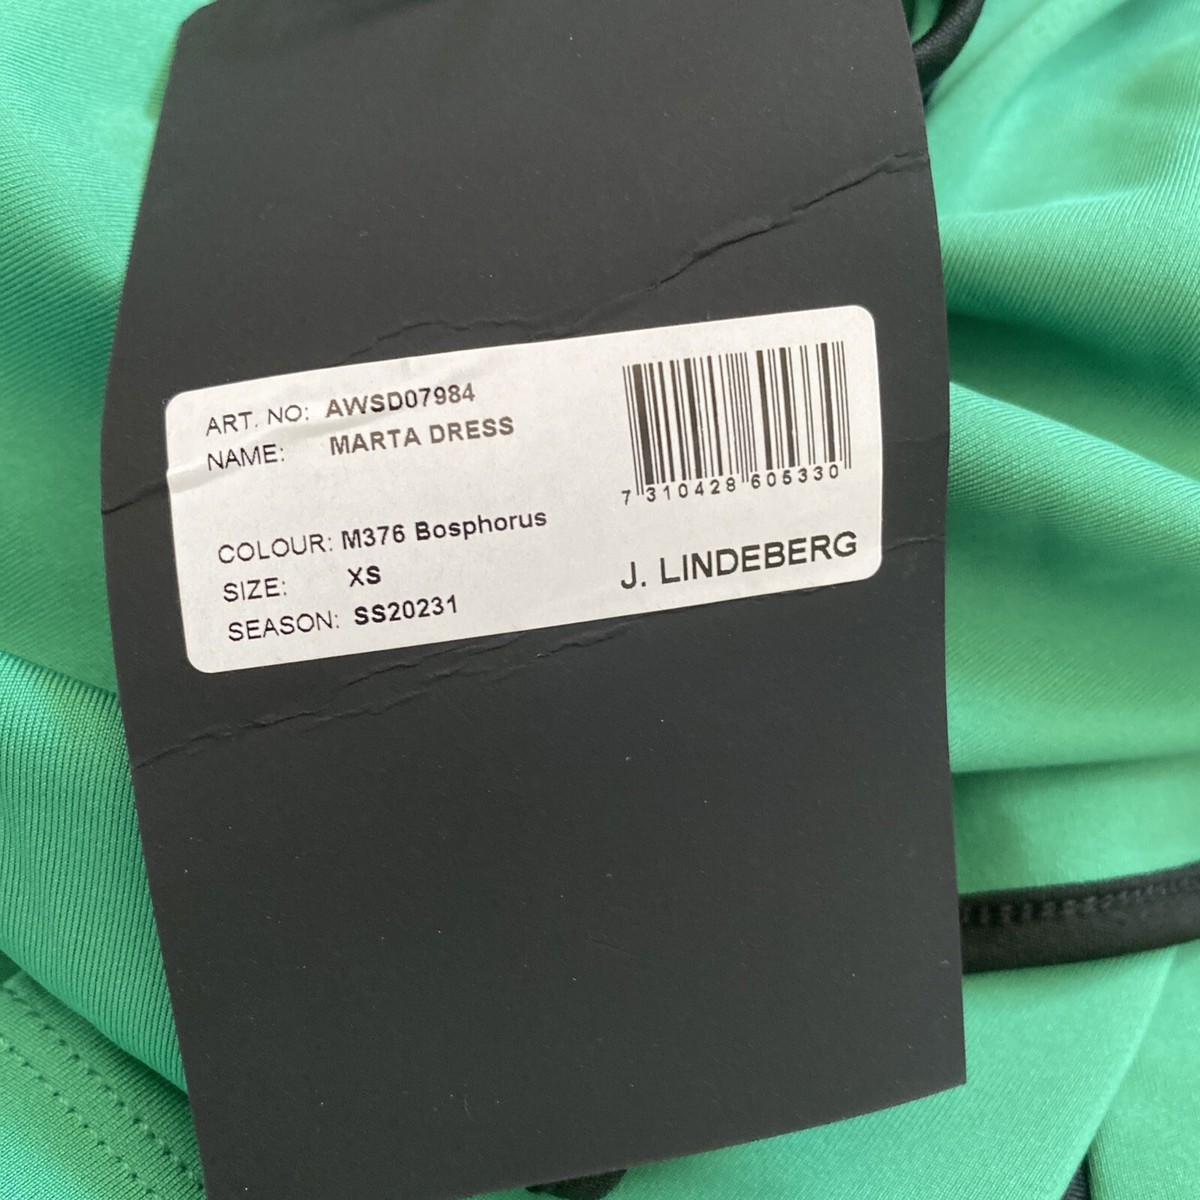 ART. NO: AWSD07984
NAME: MARTA DRESS
COLOUR: M376 Bosphorus
SIZE: XS
SEASON: SS20231
7 310428 605330
J. LINDEBERG